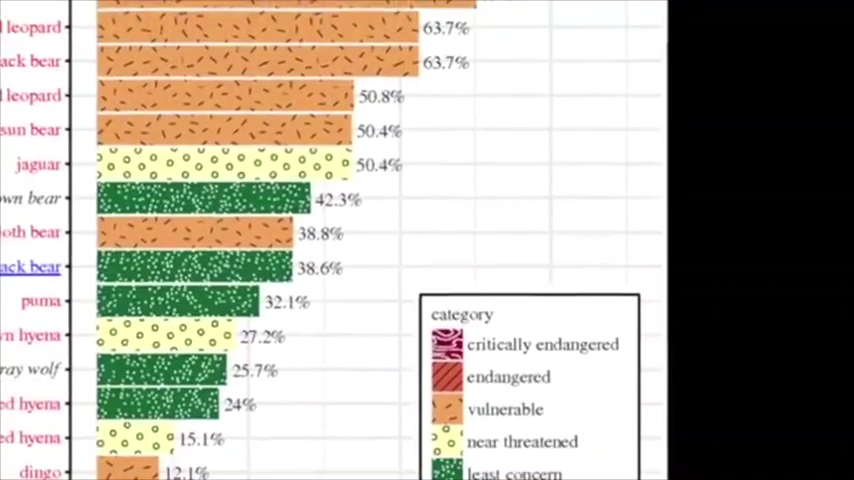 l leopard 63.7%
ack bear 63.7%
l leopard 50.8%
sun bear 50.4%
jaguar 50.4%
own bear 42.3%
oth bear 38.8%
ack bear 38.6%
puma 32.1%
wn hyena 27.2%
ray wolf 25.7%
ed hyena 24%
ed hyena 15.1%
dingo 12.1%
category
critically endangered
endangered
vulnerable
near threatened
least concern